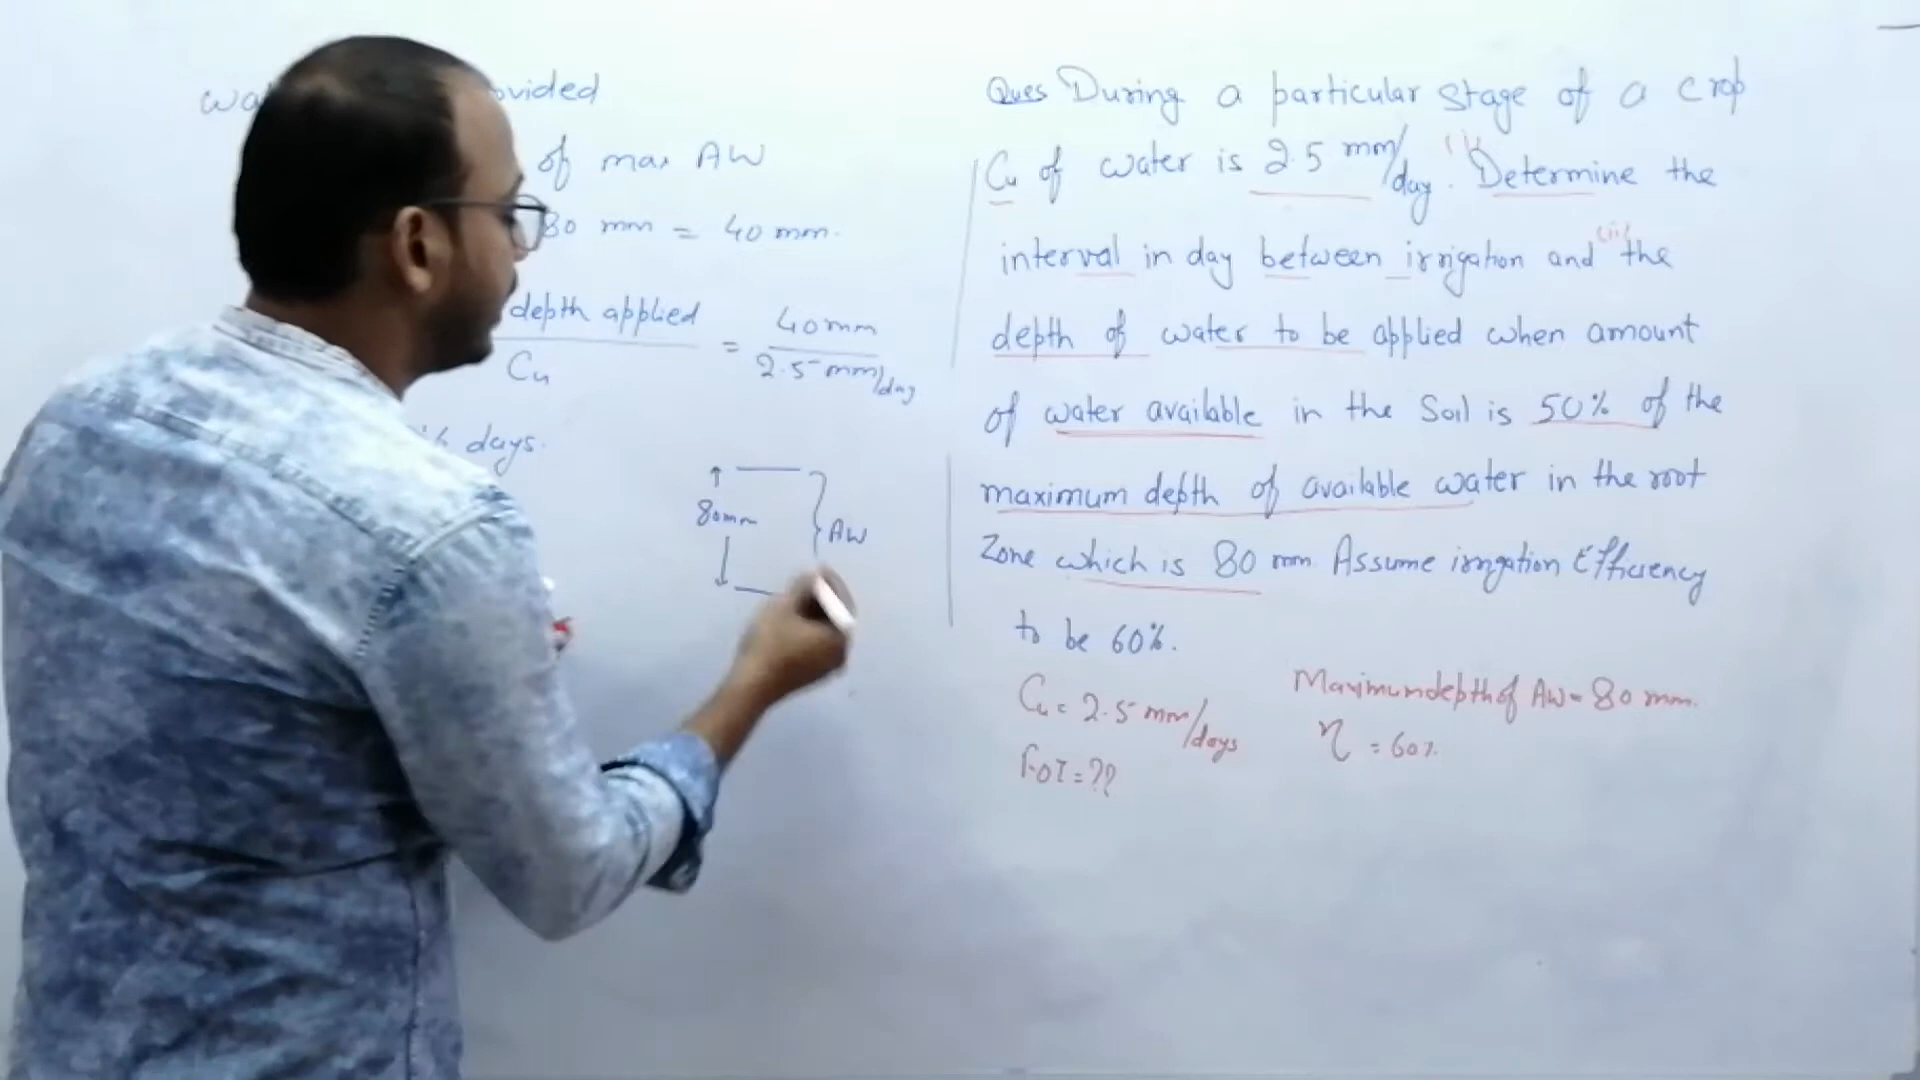 ovided
of max AW
80 mm = 40 mm.
depth applied = 40mm
Cu 2.5 mm/day
16 days.
80mm
AW
Ques During a particular stage of a crop
Cu of water is 2.5 mm/day. (i) Determine the
interval in day between irrigation and (ii) the
depth of water to be applied when amount
of water available in the Soil is 50% of the
maximum depth of available water in the root
Zone which is 80 mm Assume irrigation Efficiency
to be 60%.
Cu = 2.5 mm/days
FOI = ??
Maximum depth of AW = 80 mm.
η = 60%